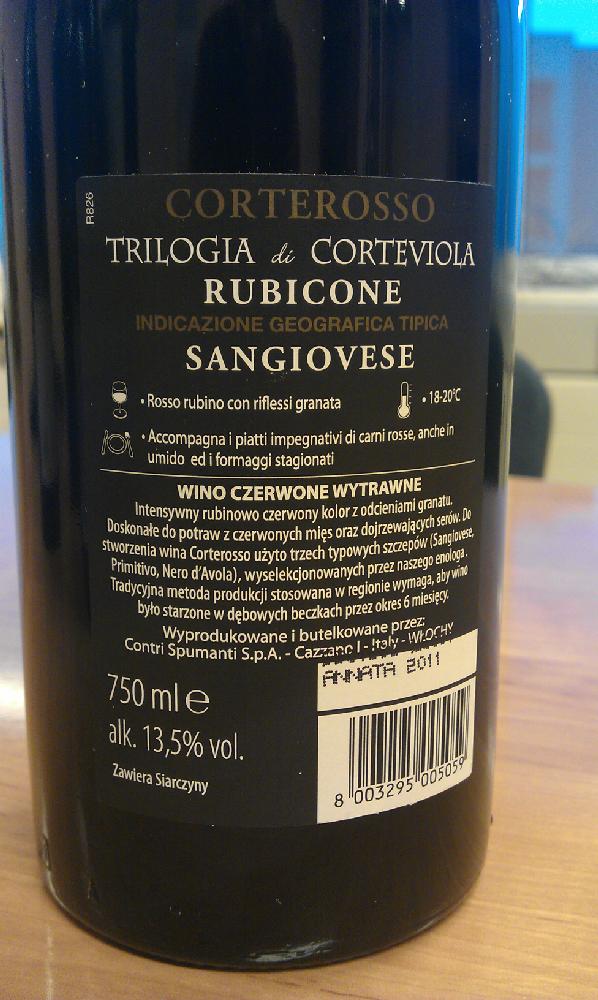 R826
CORTEROSSO
TRILOGIA di CORTEVIOLA
RUBICONE
INDICAZIONE GEOGRAFICA TIPICA
SANGIOVESE
• Rosso rubino con riflessi granata
• 18-20°C
• Accompagna i piatti impegnativi di carni rosse, anche in
umido ed i formaggi stagionati
WINO CZERWONE WYTRAWNE
Intensywny rubinowo czerwony kolor z odcieniami granatu.
Doskonałe do potraw z czerwonych mięs oraz dojrzewających serów. Do
stworzenia wina Corterosso użyto trzech typowych szczepów (Sangiovese,
Primitivo, Nero d'Avola), wyselekcjonowanych przez naszego enologa.
Tradycyjna metoda produkcji stosowana w regionie wymaga, aby wino
było starzone w dębowych beczkach przez okres 6 miesięcy.
Wyprodukowane i butelkowane przez:
Contri Spumanti S.p.A. - Cazzano I - Italy - WŁOCHY
ANNATA 2011
750 ml e
alk. 13,5% vol.
Zawiera Siarczyny
8 003295 005059